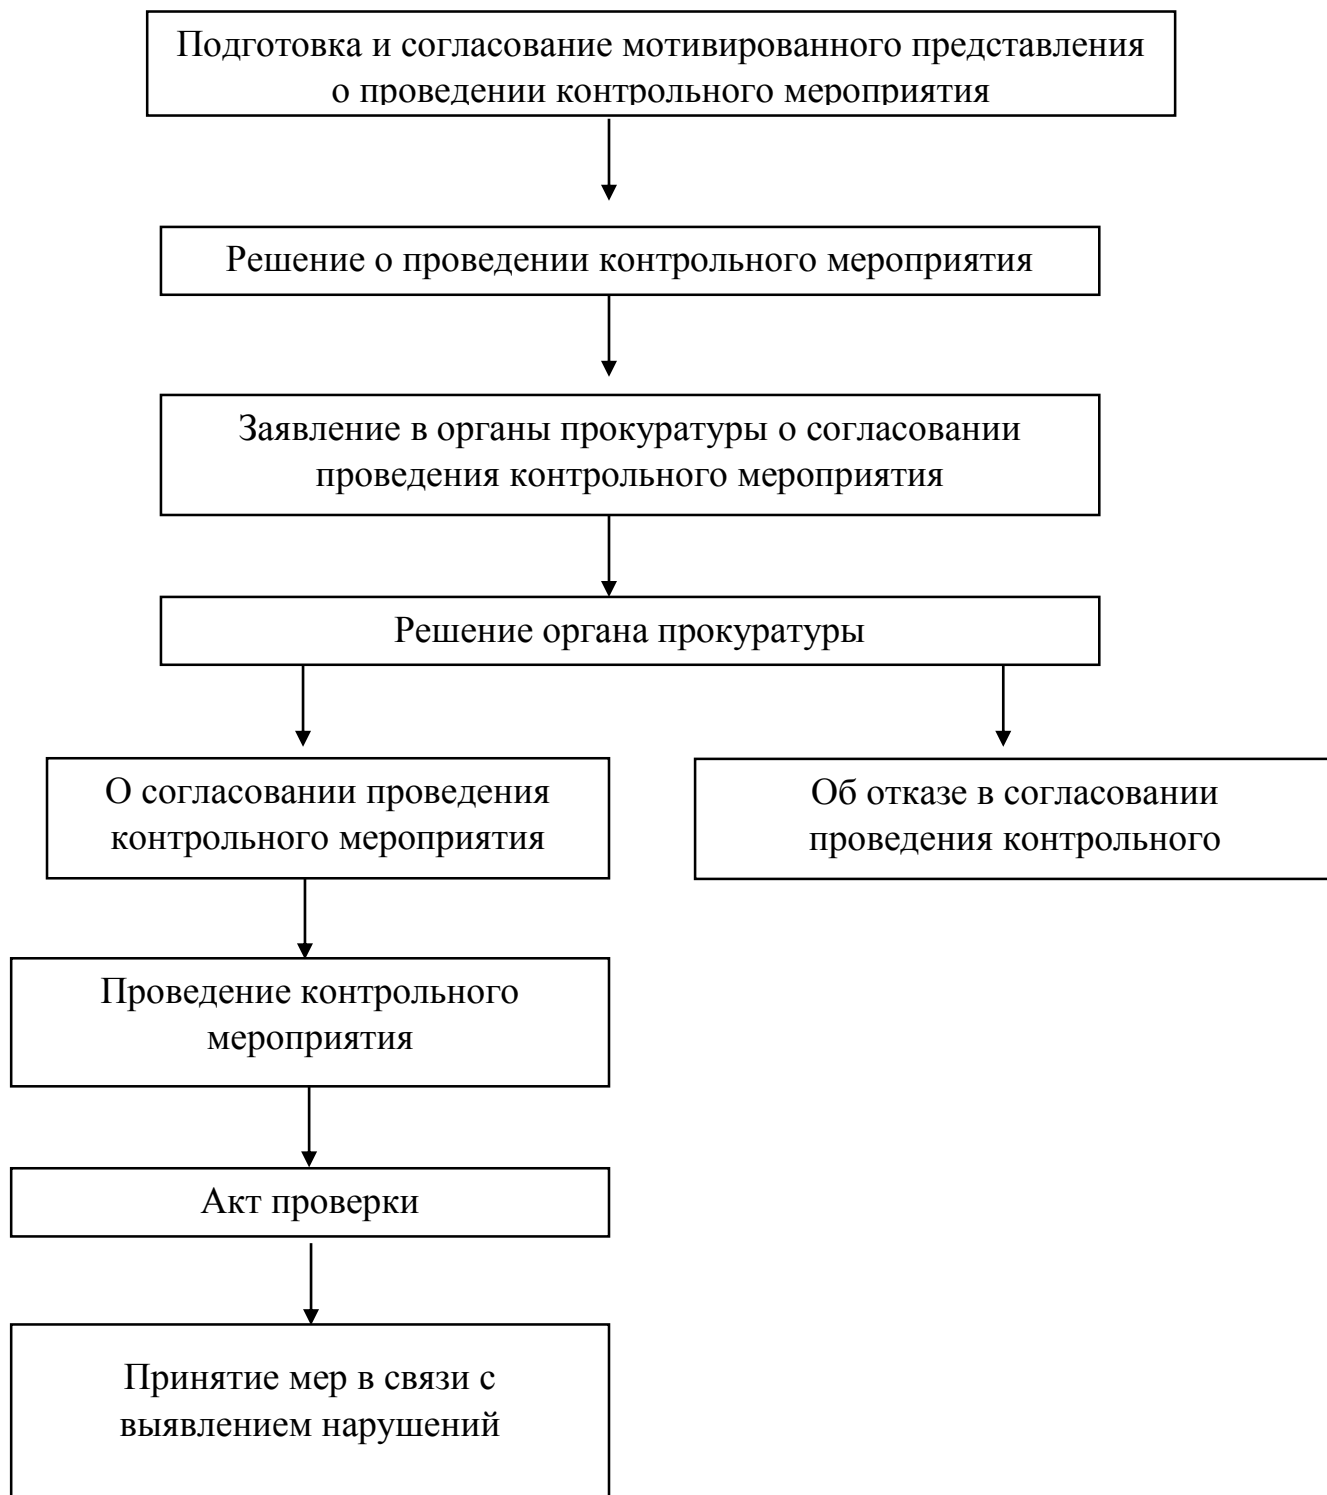 Подготовка и согласование мотивированного представления
о проведении контрольного мероприятия
Решение о проведении контрольного мероприятия
Заявление в органы прокуратуры о согласовании
проведения контрольного мероприятия
Решение органа прокуратуры
О согласовании проведения
контрольного мероприятия
Об отказе в согласовании
проведения контрольного
Проведение контрольного
мероприятия
Акт проверки
Принятие мер в связи с
выявлением нарушений